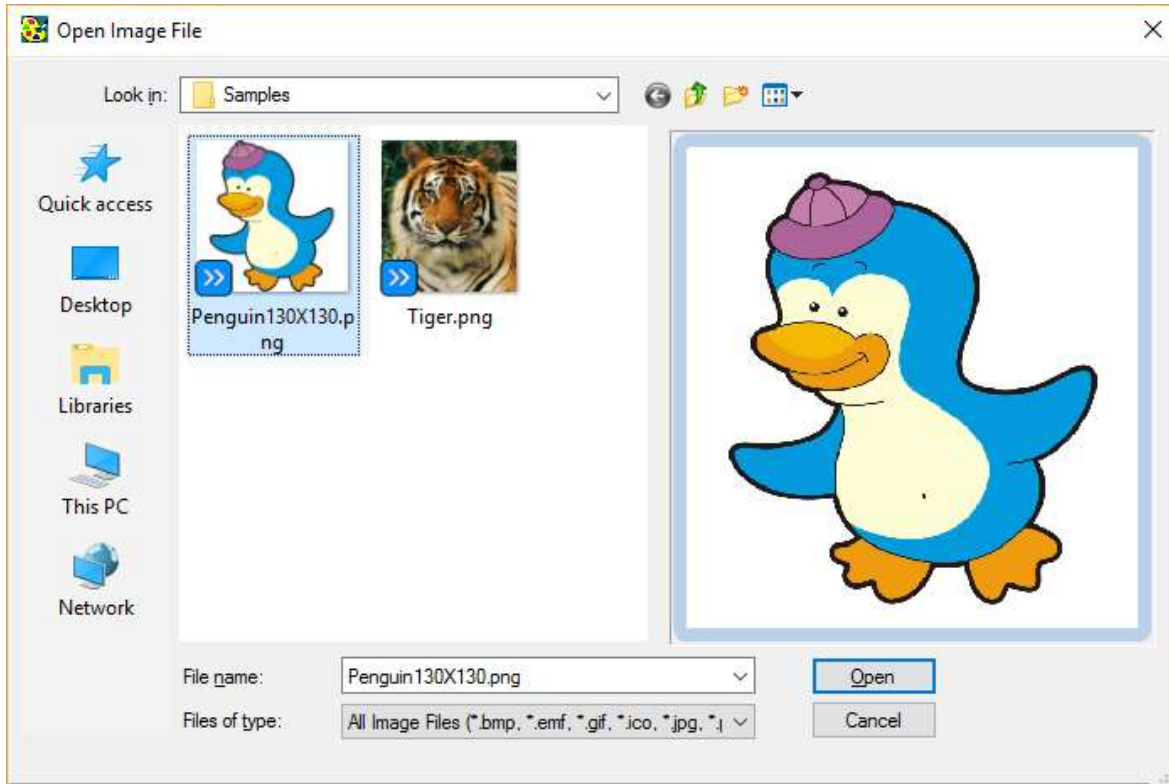 Open Image File
Look in:
Samples
Quick access
Desktop
Libraries
This PC
Network
Penguin130X130.p
ng
Tiger.png
File name:
Penguin130X130.png
Open
Files of type:
All Image Files (*.bmp, *.emf, *.gif, *.ico, *.jpg, *.
Cancel